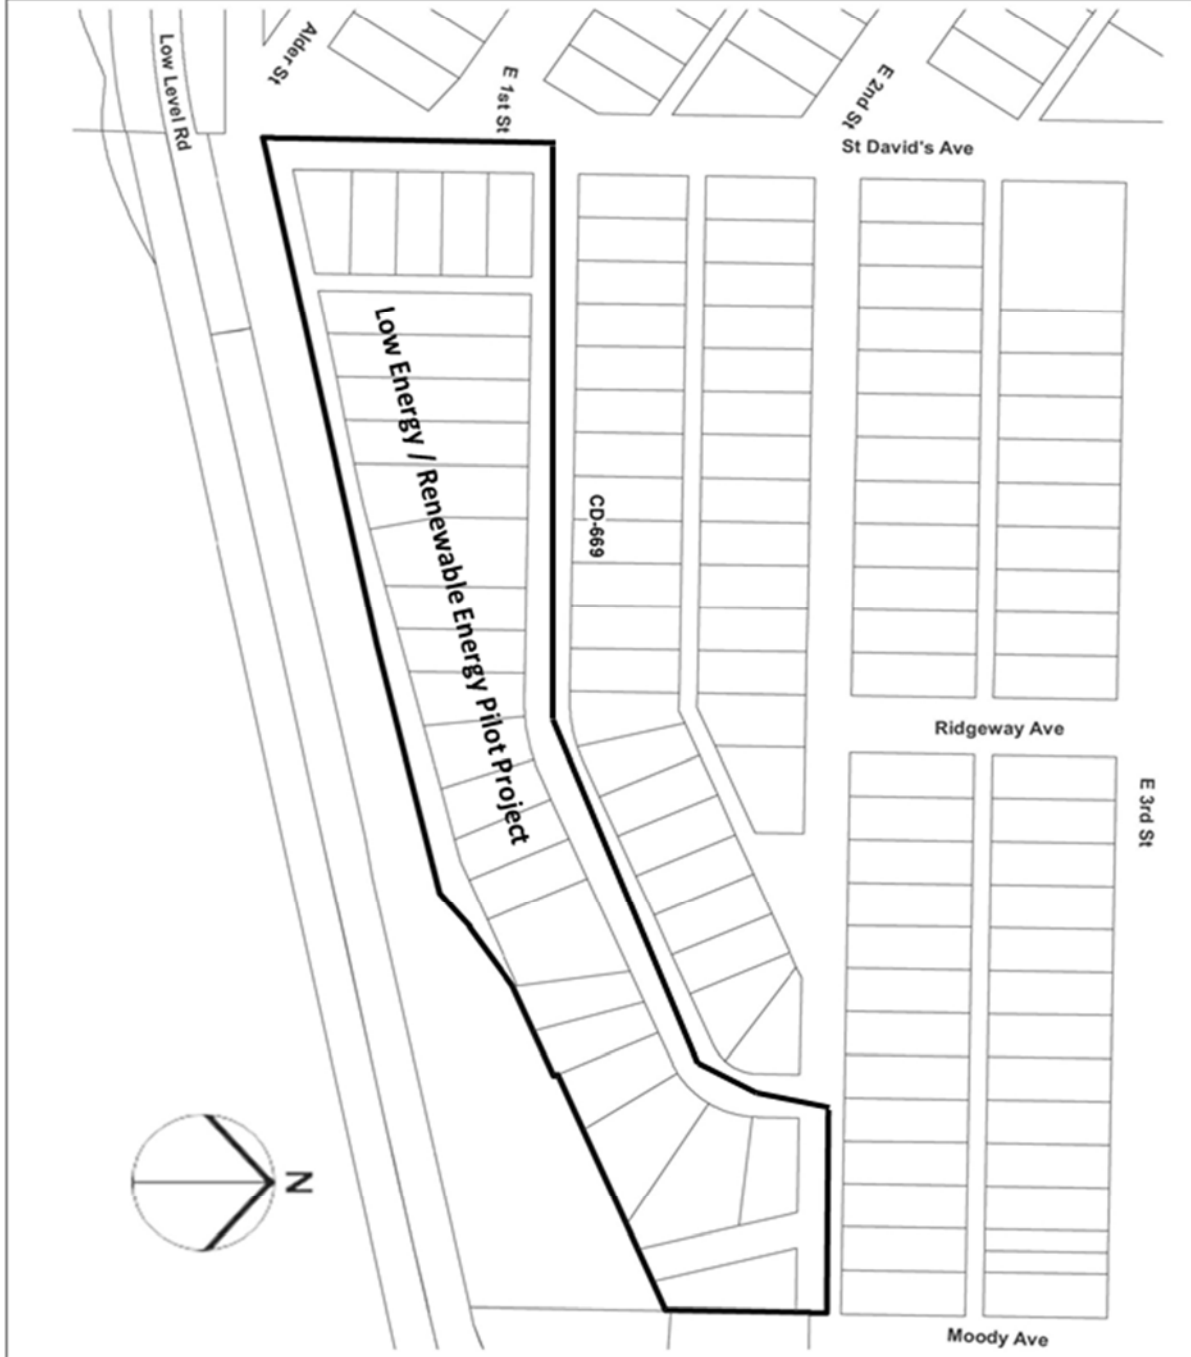 Low Level Rd
Alder St
E 1st St
E 2nd St
St David's Ave
Low Energy / Renewable Energy Pilot Project
CD-669
Ridgeway Ave
E 3rd St
N
Moody Ave